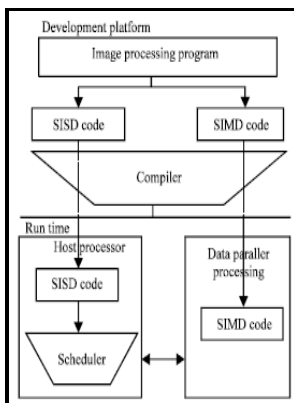 Development platform
Image processing program
SISD code
SIMD code
Compiler
Run time
Host processor
SISD code
Scheduler
Data paraller
processing
SIMD code